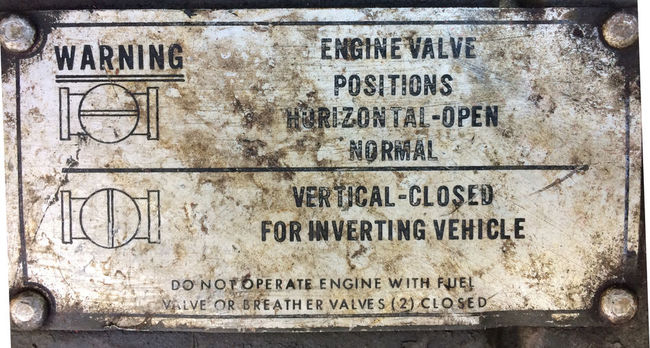 WARNING
ENGINE VALVE
POSITIONS
HORIZONTAL-OPEN
NORMAL
VERTICAL-CLOSED
FOR INVERTING VEHICLE
DO NOT OPERATE ENGINE WITH FUEL
VALVE OR BREATHER VALVES (2) CLOSED